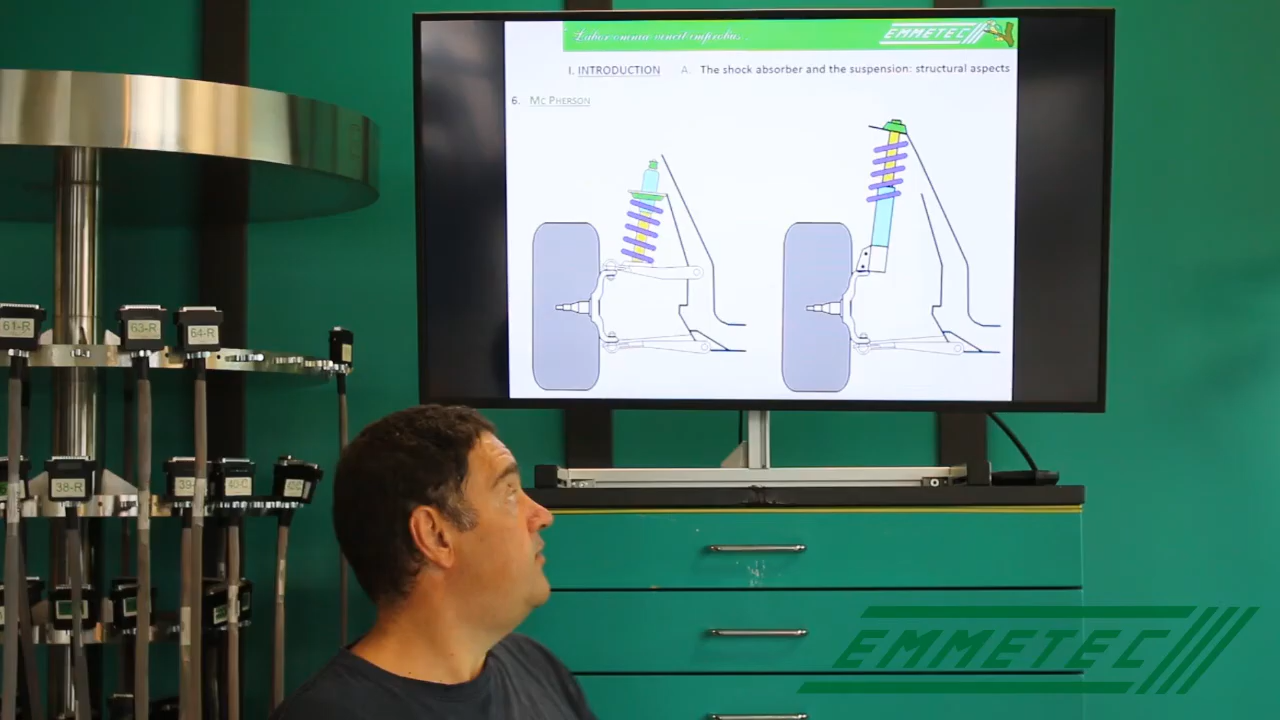 Labor omnia vincit improbus.
EMMETEC
I. INTRODUCTION A. The shock absorber and the suspension: structural aspects
6. MC PHERSON
61-R
63-R
64-R
38-R
39-
40-C
EMMETEC